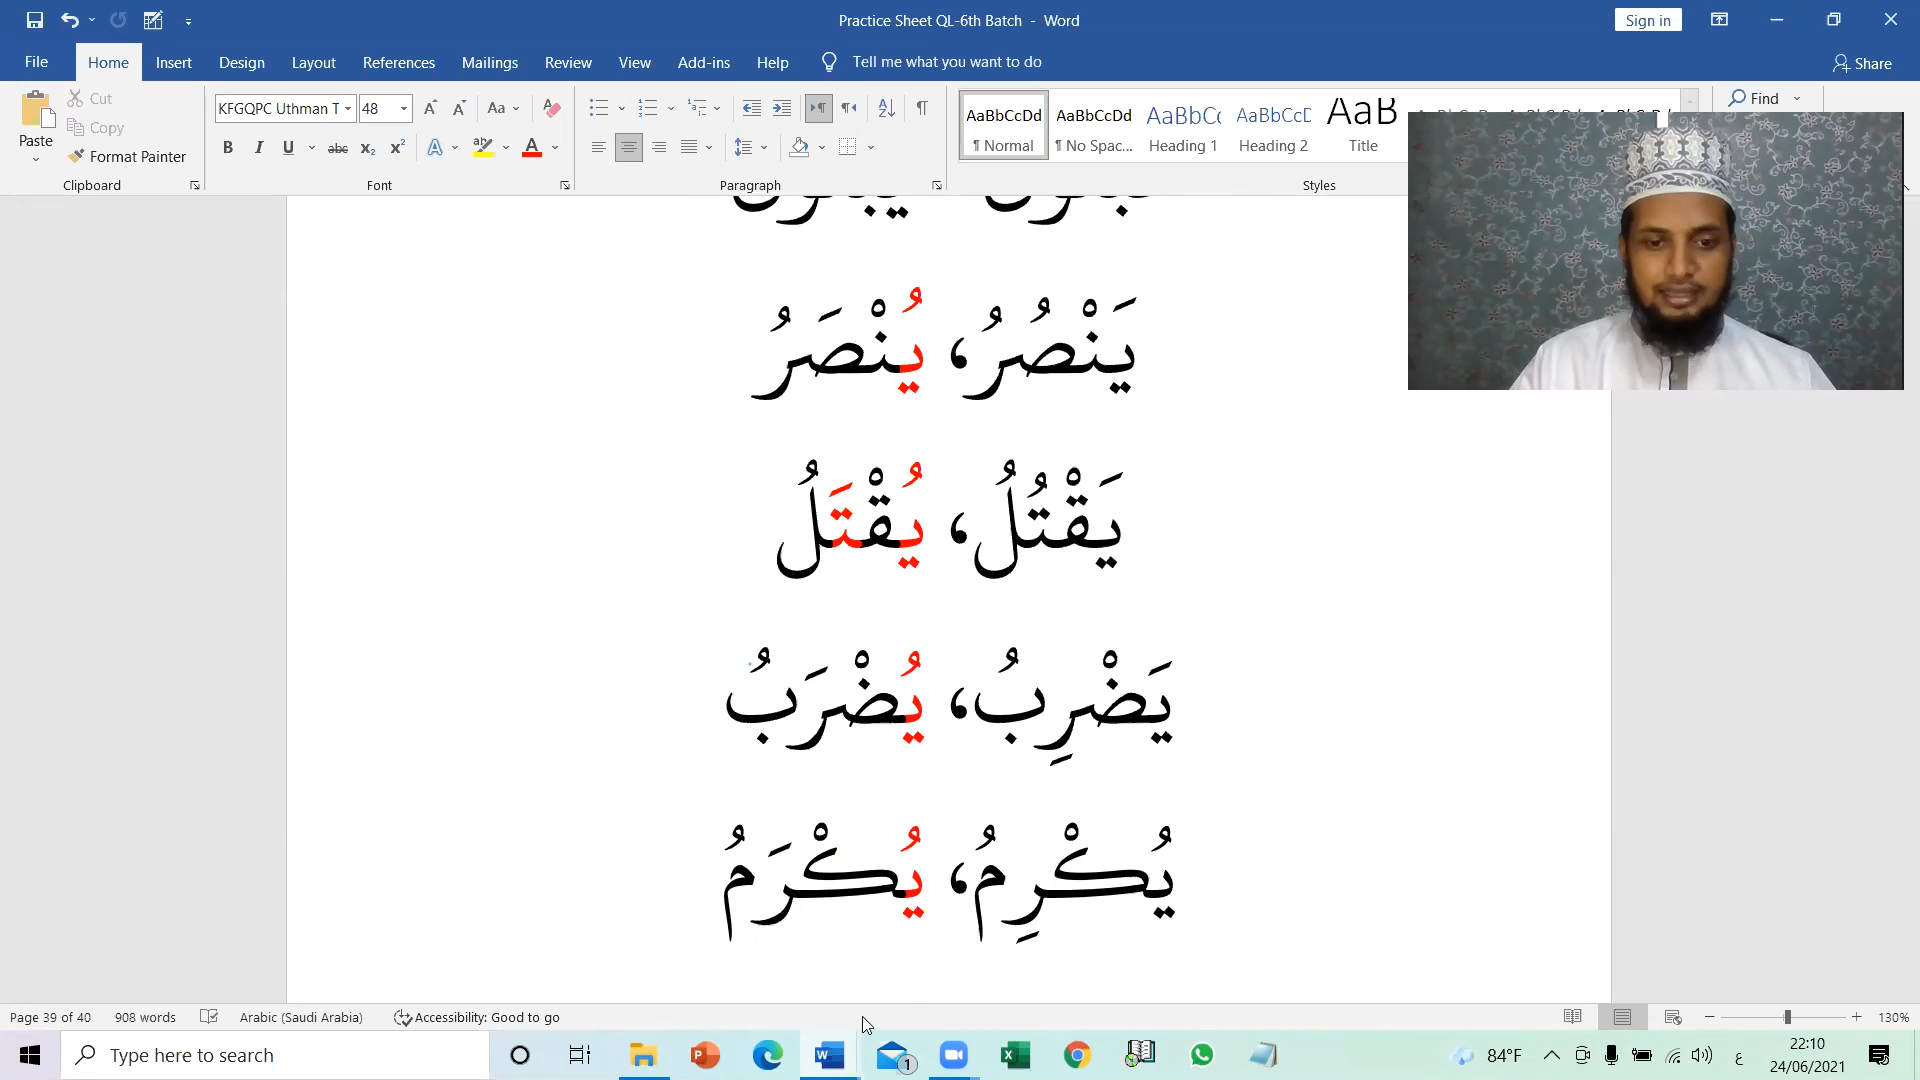 Practice Sheet QL-6th Batch - Word
Sign in
File Home Insert Design Layout References Mailings Review View Add-ins Help Tell me what you want to do Share
Paste Cut Copy Format Painter
KFGQPC Uthman T 48
AaBbCcDd AaBbCcDd AaBbCc AaBbCcD AaB
¶ Normal ¶ No Spac... Heading 1 Heading 2 Title
Find
Clipboard Font Paragraph Styles
يَنْصُرُ، يُنْصَرُ
يَقْتُلُ، يُقْتَلُ
يَضْرِبُ، يُضْرَبُ
يُكْرِمُ، يُكْرَمُ
Page 39 of 40 908 words Arabic (Saudi Arabia) Accessibility: Good to go 130%
Type here to search 1 84°F ع 22:10
24/06/2021